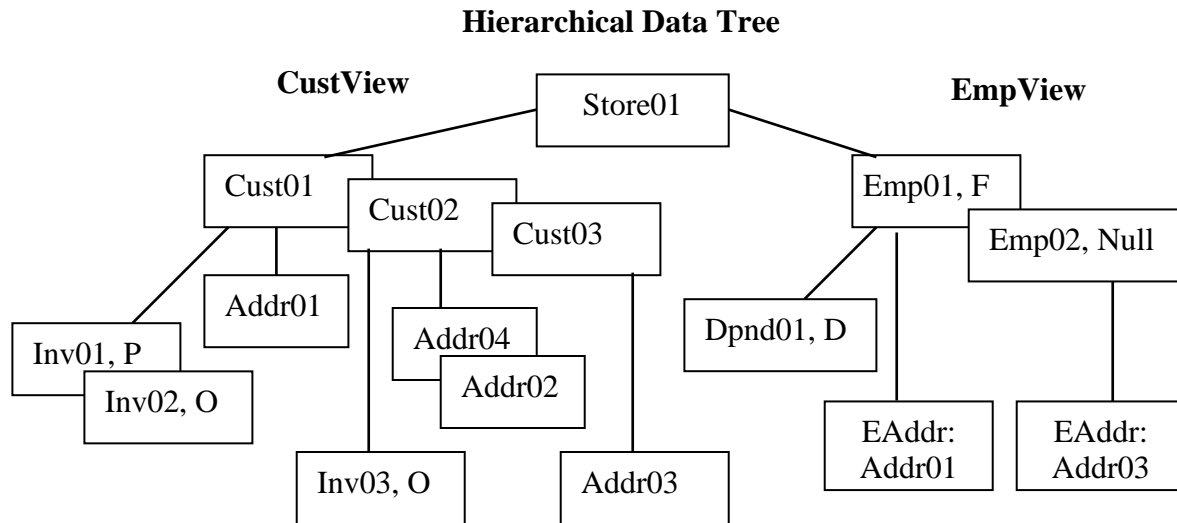 Hierarchical Data Tree
CustView
EmpView
Store01
Cust01
Cust02
Cust03
Emp01, F
Emp02, Null
Addr01
Inv01, P
Inv02, O
Addr04
Addr02
Dpnd01, D
Inv03, O
Addr03
EAddr:
Addr01
EAddr:
Addr03